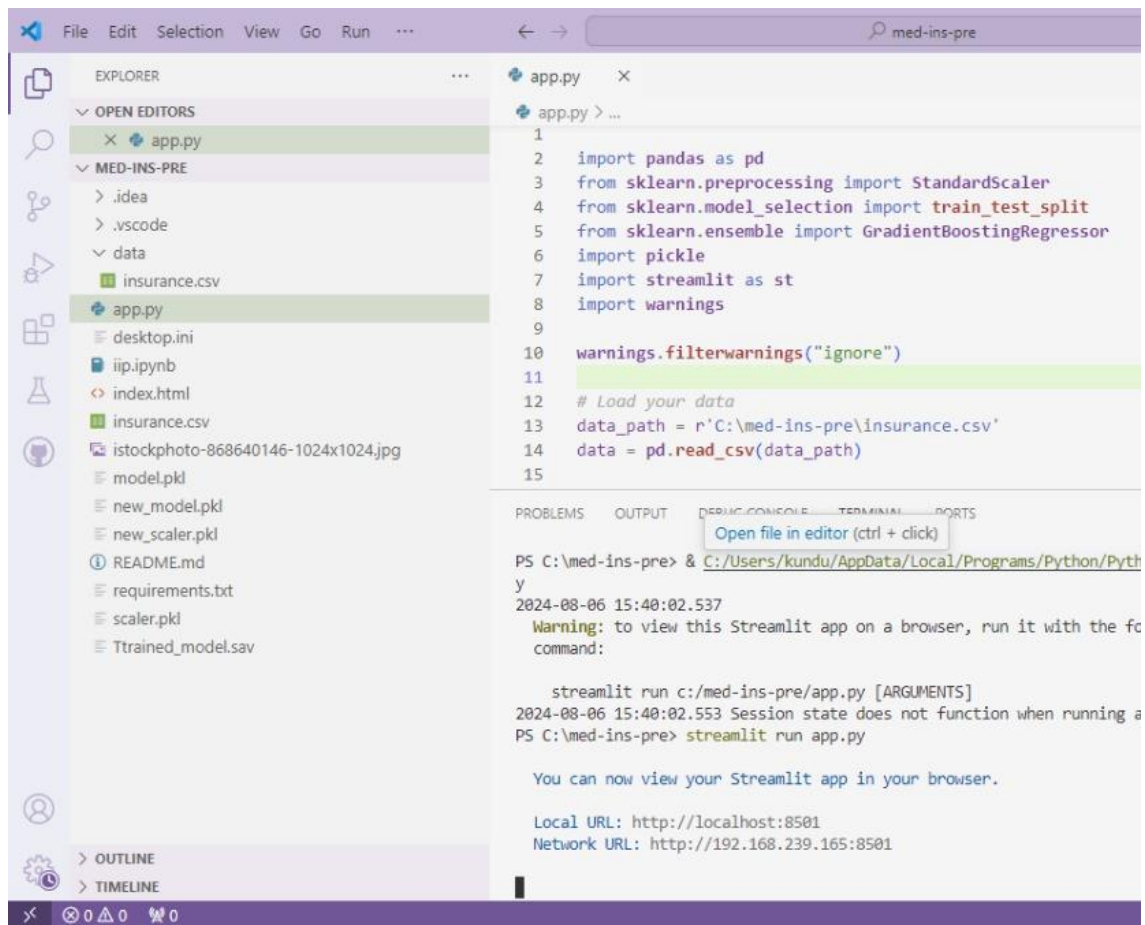 File Edit Selection View Go Run ··· ← → med-ins-pre
EXPLORER ···
OPEN EDITORS
app.py
MED-INS-PRE
.idea
.vscode
data
insurance.csv
app.py
desktop.ini
iip.ipynb
index.html
insurance.csv
istockphoto-868640146-1024x1024.jpg
model.pkl
new_model.pkl
new_scaler.pkl
README.md
requirements.txt
scaler.pkl
Ttrained_model.sav
OUTLINE
TIMELINE
app.py ×
app.py > ...
1
2 import pandas as pd
3 from sklearn.preprocessing import StandardScaler
4 from sklearn.model_selection import train_test_split
5 from sklearn.ensemble import GradientBoostingRegressor
6 import pickle
7 import streamlit as st
8 import warnings
9
10 warnings.filterwarnings("ignore")
11
12 # Load your data
13 data_path = r'C:\med-ins-pre\insurance.csv'
14 data = pd.read_csv(data_path)
15
PROBLEMS OUTPUT DEBUG CONSOLE TERMINAL PORTS
Open file in editor (ctrl + click)
PS C:\med-ins-pre> & C:/Users/kundu/AppData/Local/Programs/Python/Pyth
y
2024-08-06 15:40:02.537
Warning: to view this Streamlit app on a browser, run it with the fo
command:
streamlit run c:/med-ins-pre/app.py [ARGUMENTS]
2024-08-06 15:40:02.553 Session state does not function when running a
PS C:\med-ins-pre> streamlit run app.py
You can now view your Streamlit app in your browser.
Local URL: http://localhost:8501
Network URL: http://192.168.239.165:8501
0 0 0